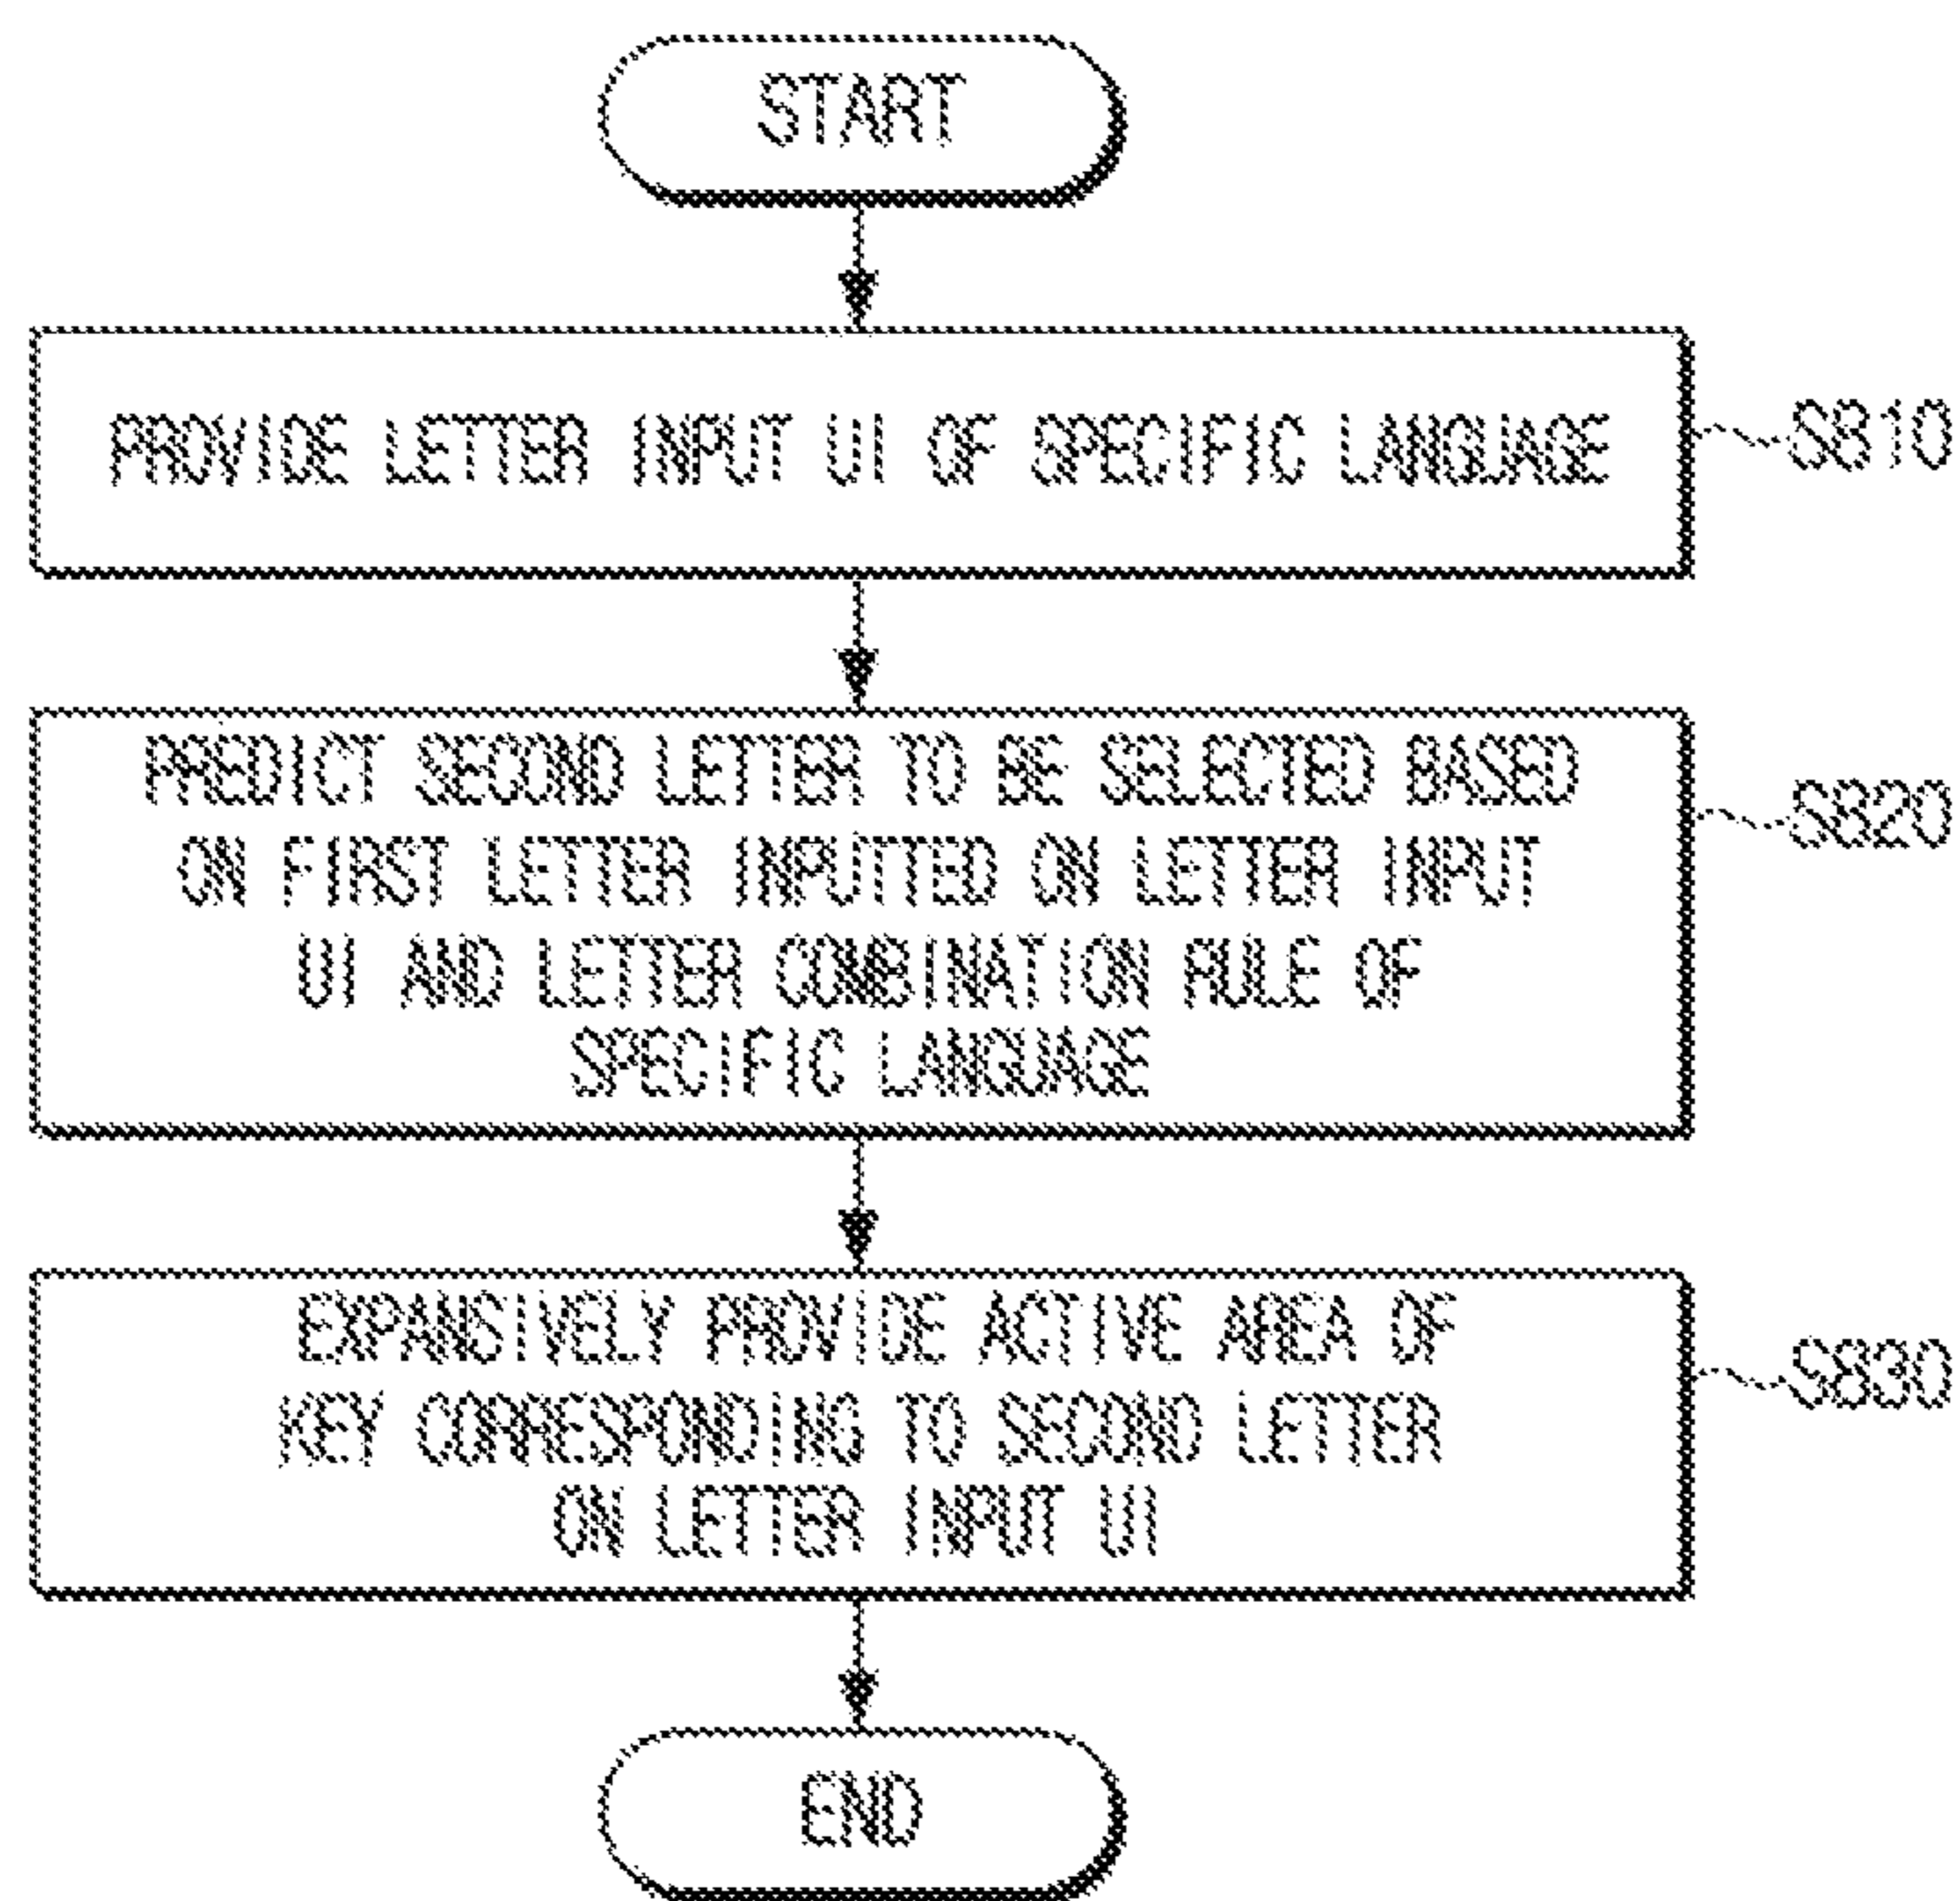 START
PROVIDE LETTER INPUT UI OF SPECIFIC LANGUAGE
S810
PREDICT SECOND LETTER TO BE SELECTED BASED
ON FIRST LETTER INPUTTED ON LETTER INPUT
UI AND LETTER COMBINATION RULE OF
SPECIFIC LANGUAGE
S820
EXPANSIVELY PROVIDE ACTIVE AREA OF
KEY CORRESPONDING TO SECOND LETTER
ON LETTER INPUT UI
S830
END